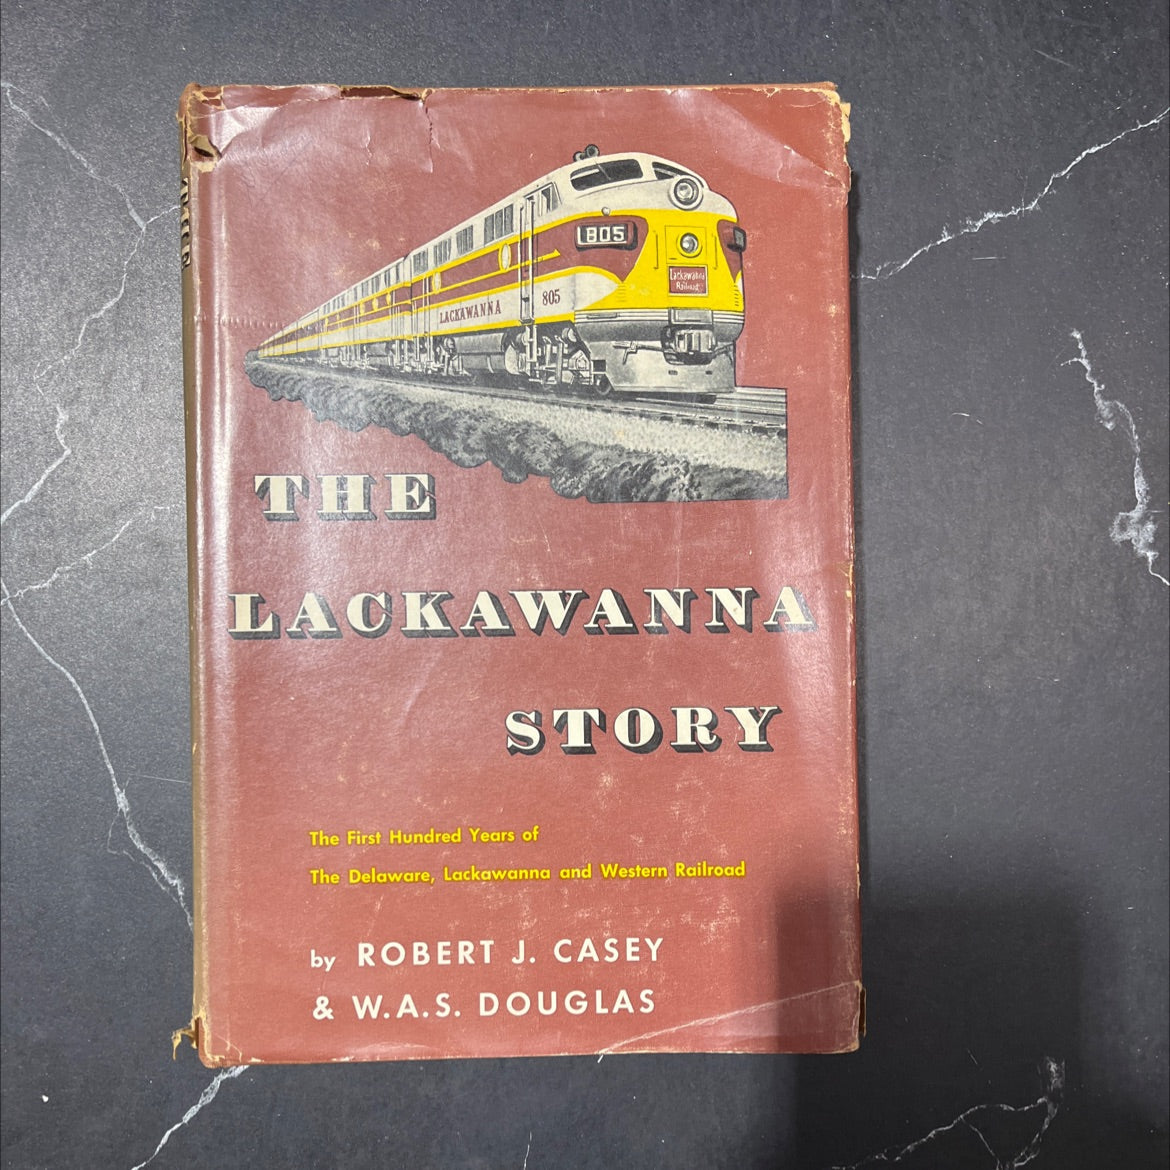 1805
Lackawanna
Railroad
LACKAWANNA 805
THE
LACKAWANNA
STORY
The First Hundred Years of
The Delaware, Lackawanna and Western Railroad
by ROBERT J. CASEY
& W.A.S. DOUGLAS